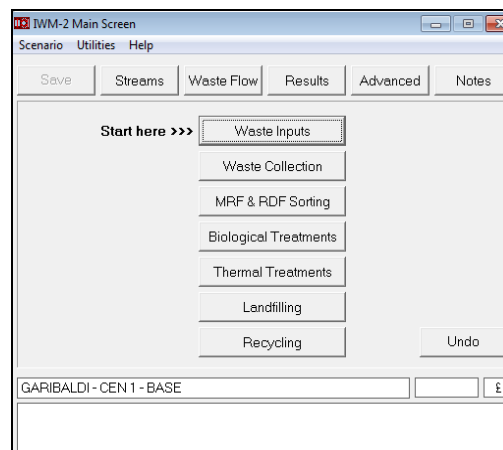 IWM-2 Main Screen
Scenario Utilities Help
Save Streams Waste Flow Results Advanced Notes
Start here >>> Waste Inputs
Waste Collection
MRF & RDF Sorting
Biological Treatments
Thermal Treatments
Landfilling
Recycling Undo
GARIBALDI - CEN 1 - BASE £